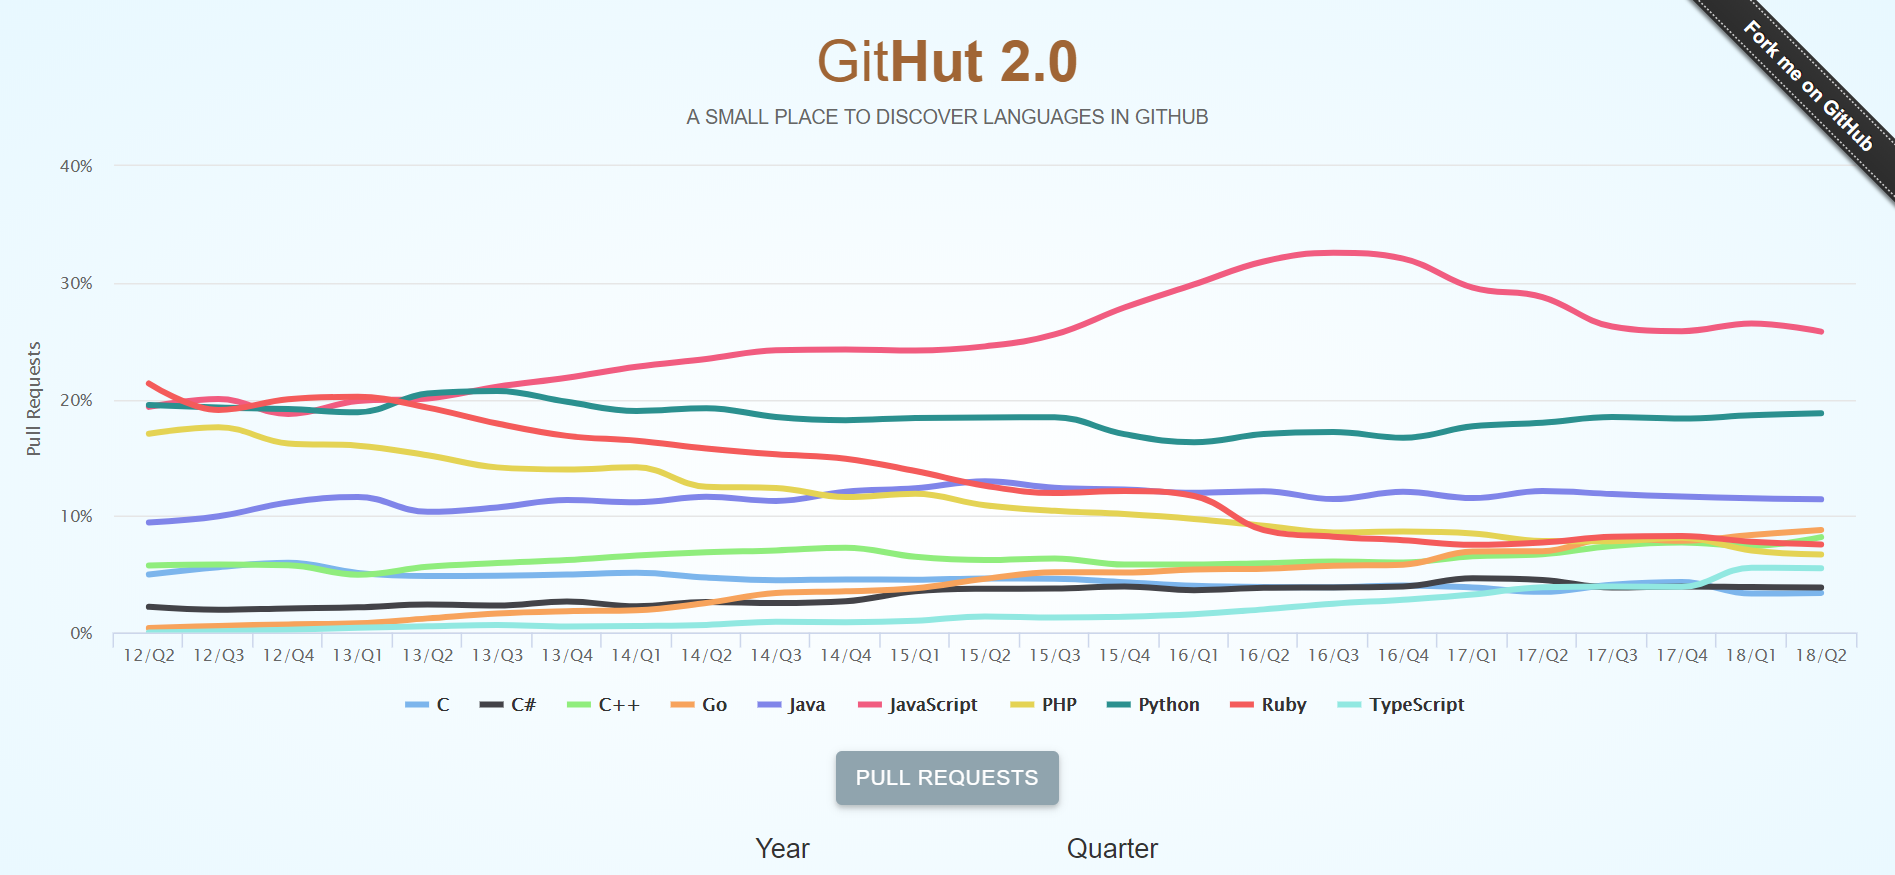 GitHut 2.0
Fork me on GitHub
A SMALL PLACE TO DISCOVER LANGUAGES IN GITHUB
40%
30%
20%
10%
0%
Pull Requests
12/Q2 12/Q3 12/Q4 13/Q1 13/Q2 13/Q3 13/Q4 14/Q1 14/Q2 14/Q3 14/Q4 15/Q1 15/Q2 15/Q3 15/Q4 16/Q1 16/Q2 16/Q3 16/Q4 17/Q1 17/Q2 17/Q3 17/Q4 18/Q1 18/Q2
C C# C++ Go Java JavaScript PHP Python Ruby TypeScript
PULL REQUESTS
Year Quarter